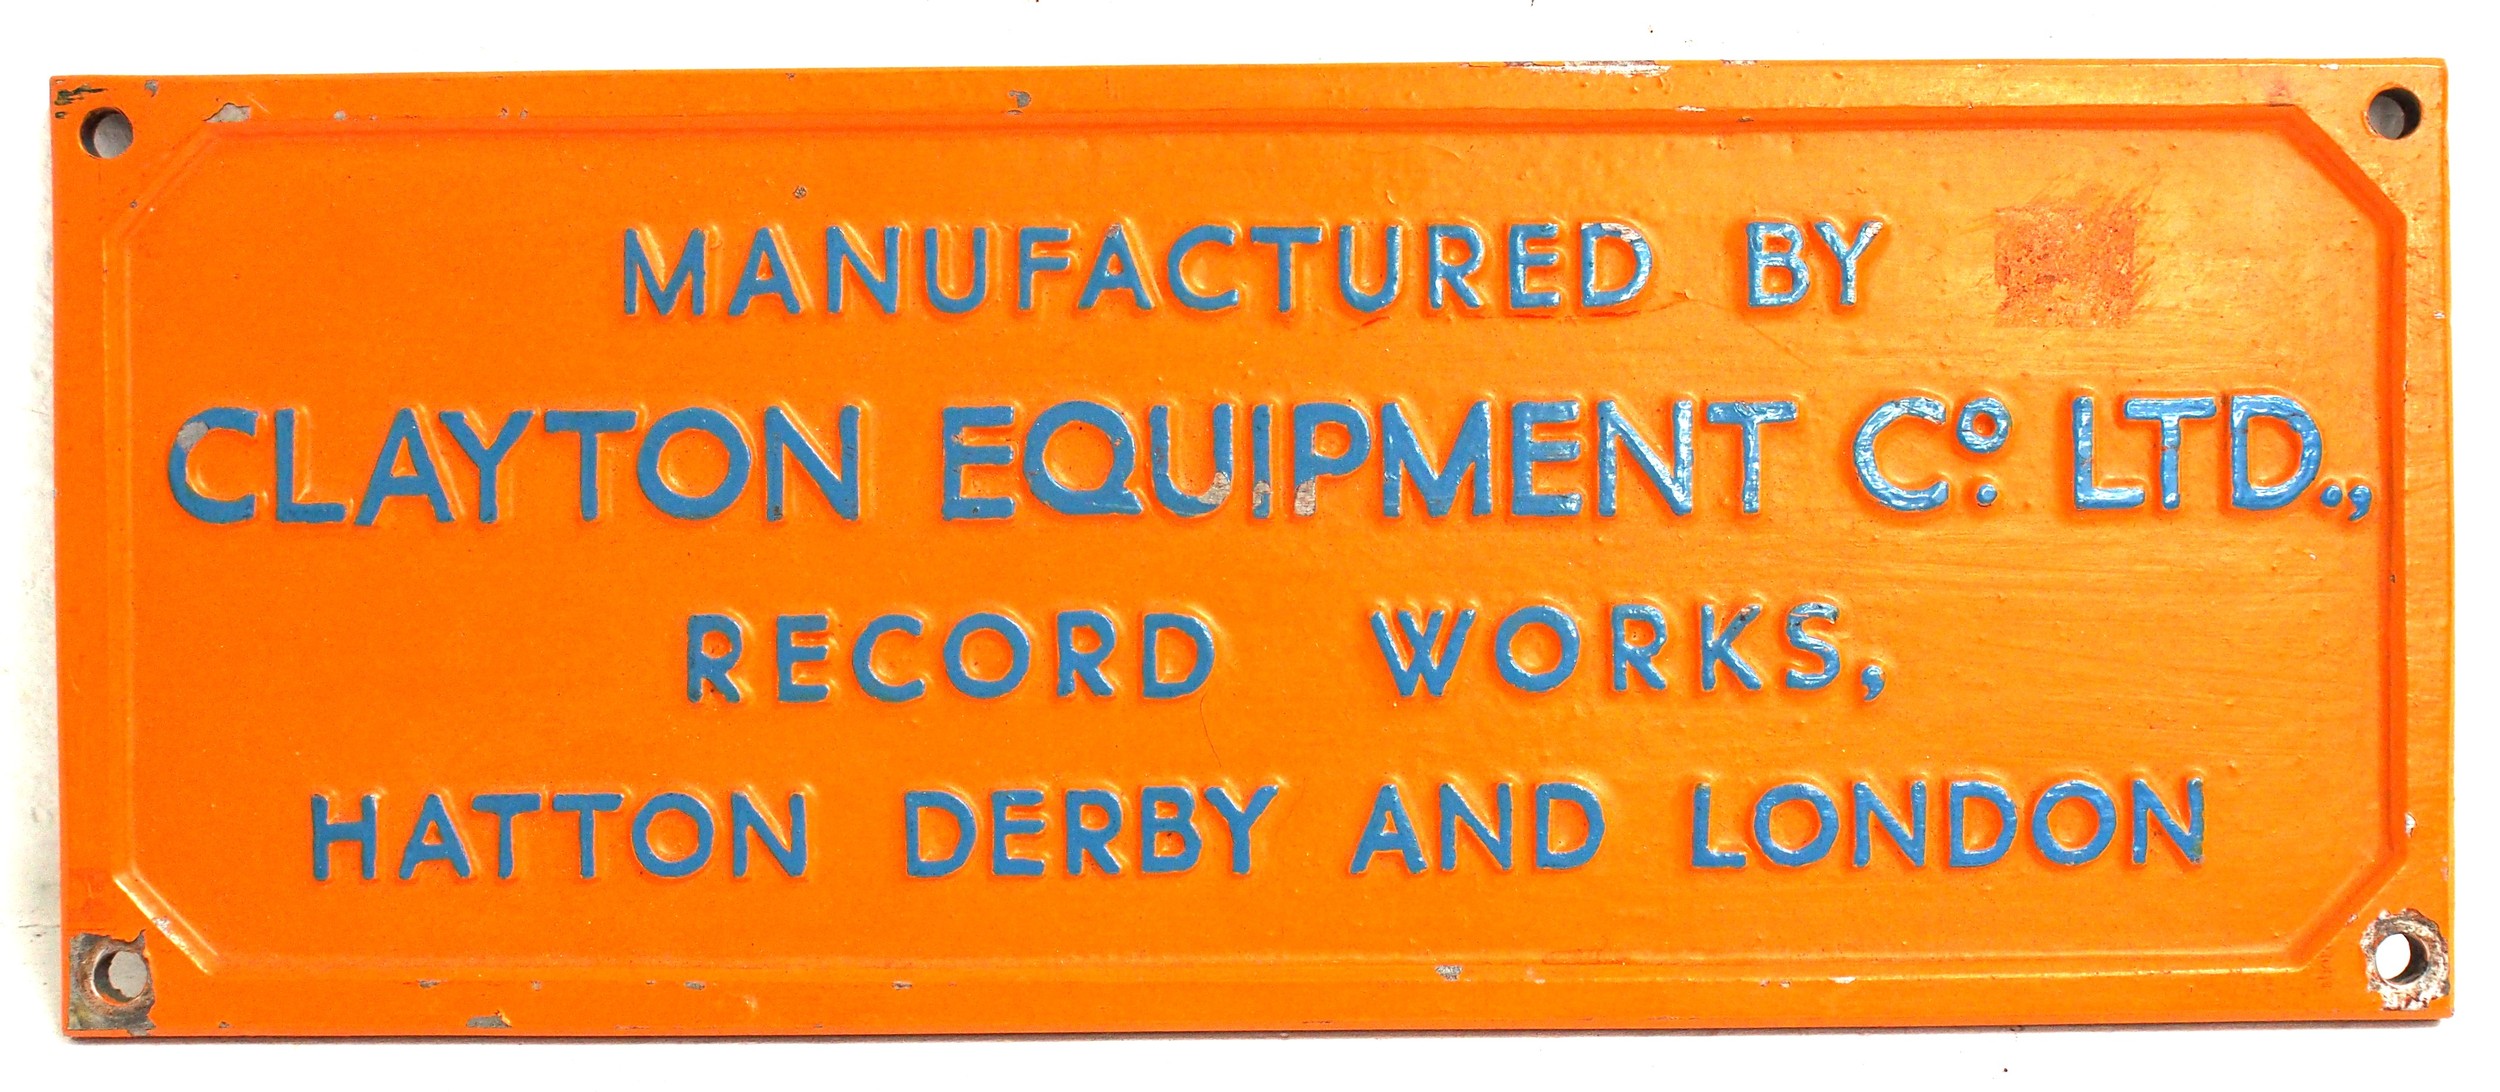 MANUFACTURED BY
CLAYTON EQUIPMENT Cº LTD.,
RECORD WORKS,
HATTON DERBY AND LONDON